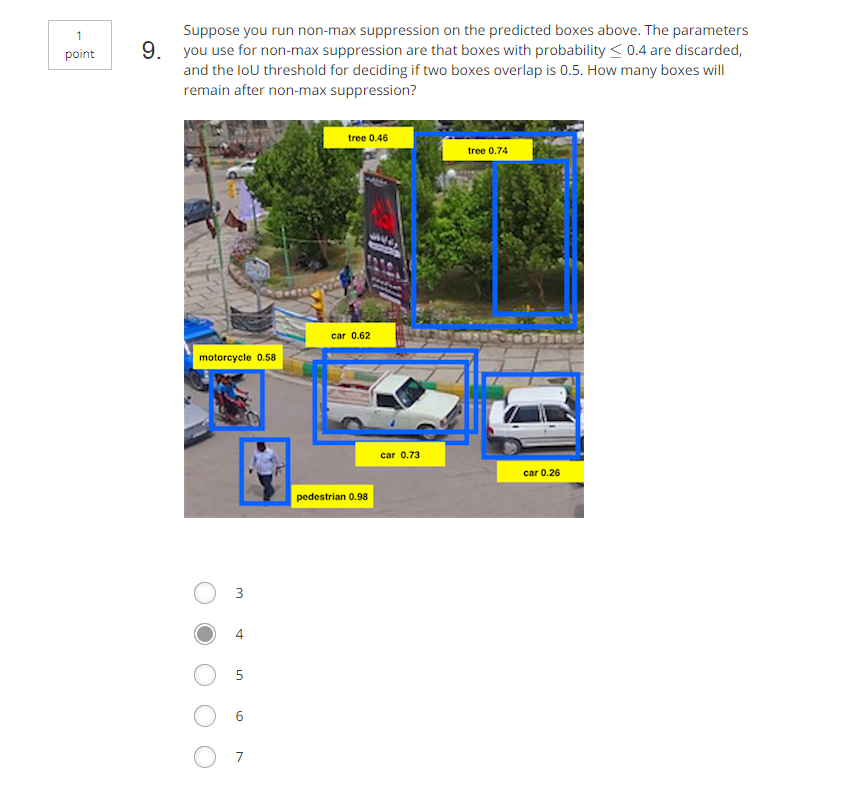 1
point
9.
Suppose you run non-max suppression on the predicted boxes above. The parameters
you use for non-max suppression are that boxes with probability ≤ 0.4 are discarded,
and the IoU threshold for deciding if two boxes overlap is 0.5. How many boxes will
remain after non-max suppression?
tree 0.46
tree 0.74
car 0.62
motorcycle 0.58
car 0.73
car 0.26
pedestrian 0.98
3
4
5
6
7